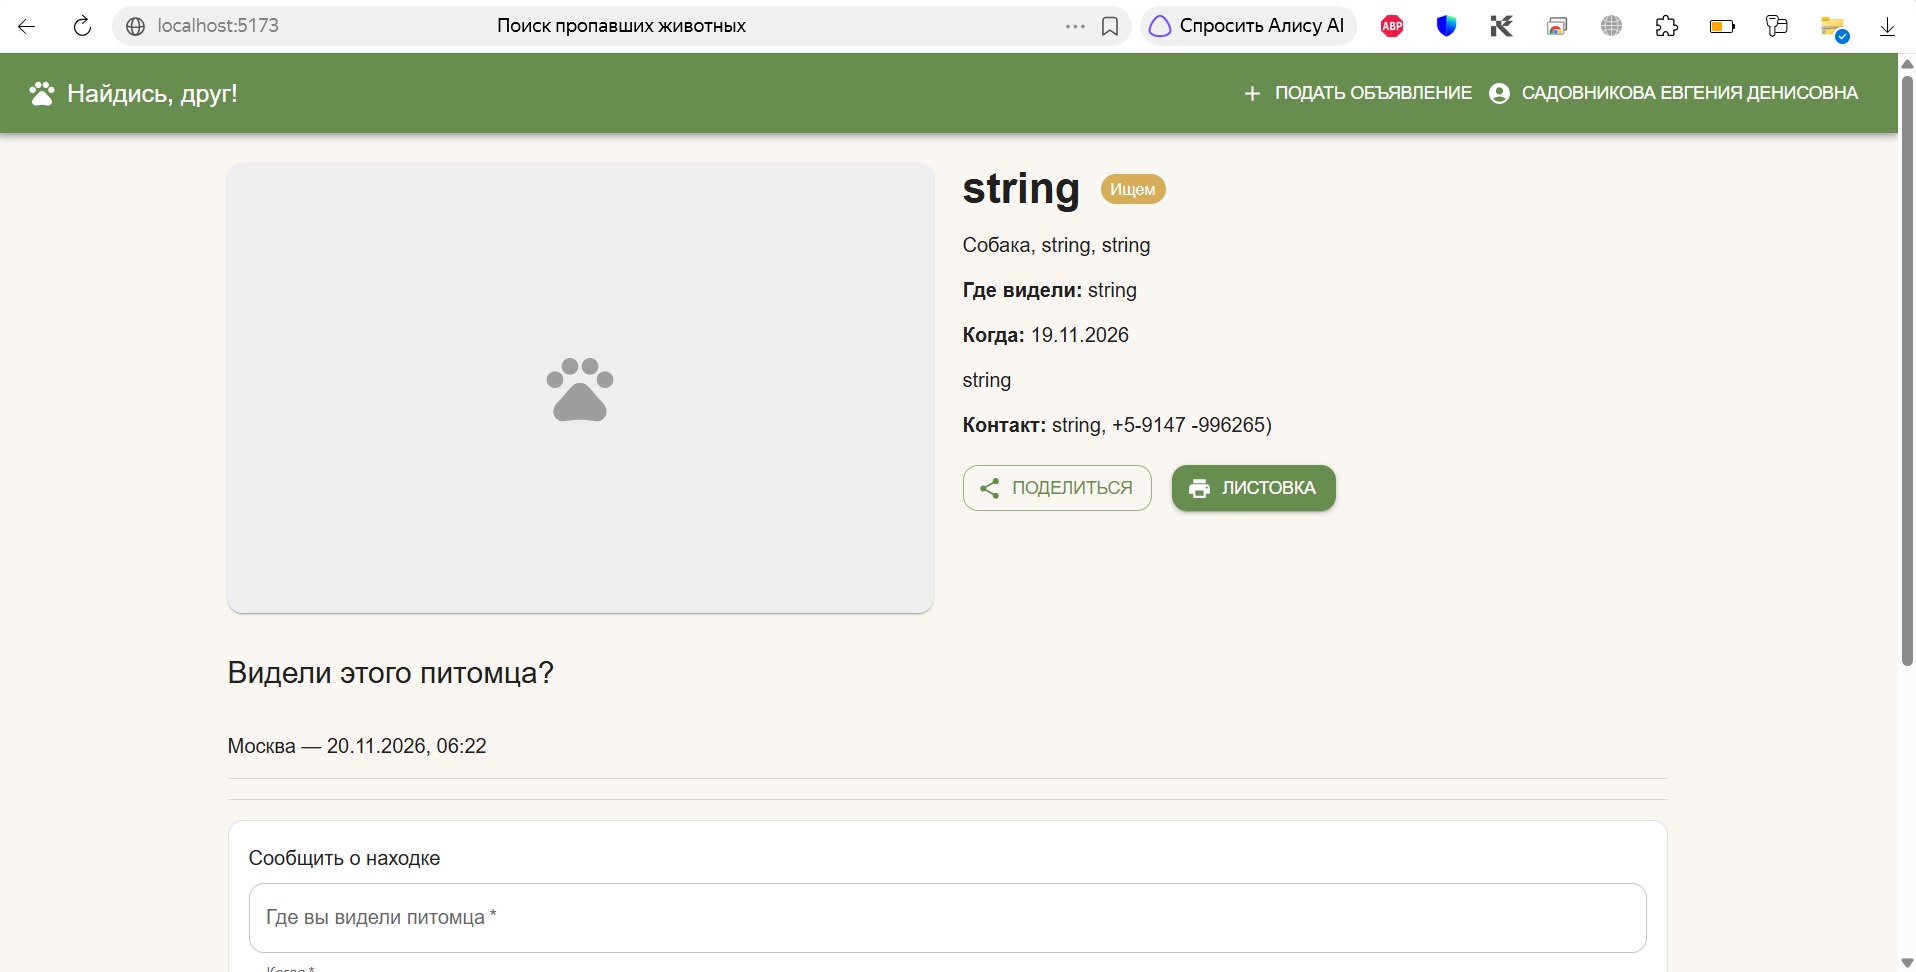 localhost:5173
Поиск пропавших животных
Спросить Алису AI
ABP
Найдись, друг!
ПОДАТЬ ОБЪЯВЛЕНИЕ
САДОВНИКОВА ЕВГЕНИЯ ДЕНИСОВНА
string
Ищем
Собака, string, string
Где видели: string
Когда: 19.11.2026
string
Контакт: string, +5-9147 -996265)
ПОДЕЛИТЬСЯ
ЛИСТОВКА
Видели этого питомца?
Москва — 20.11.2026, 06:22
Сообщить о находке
Где вы видели питомца *
Когда *